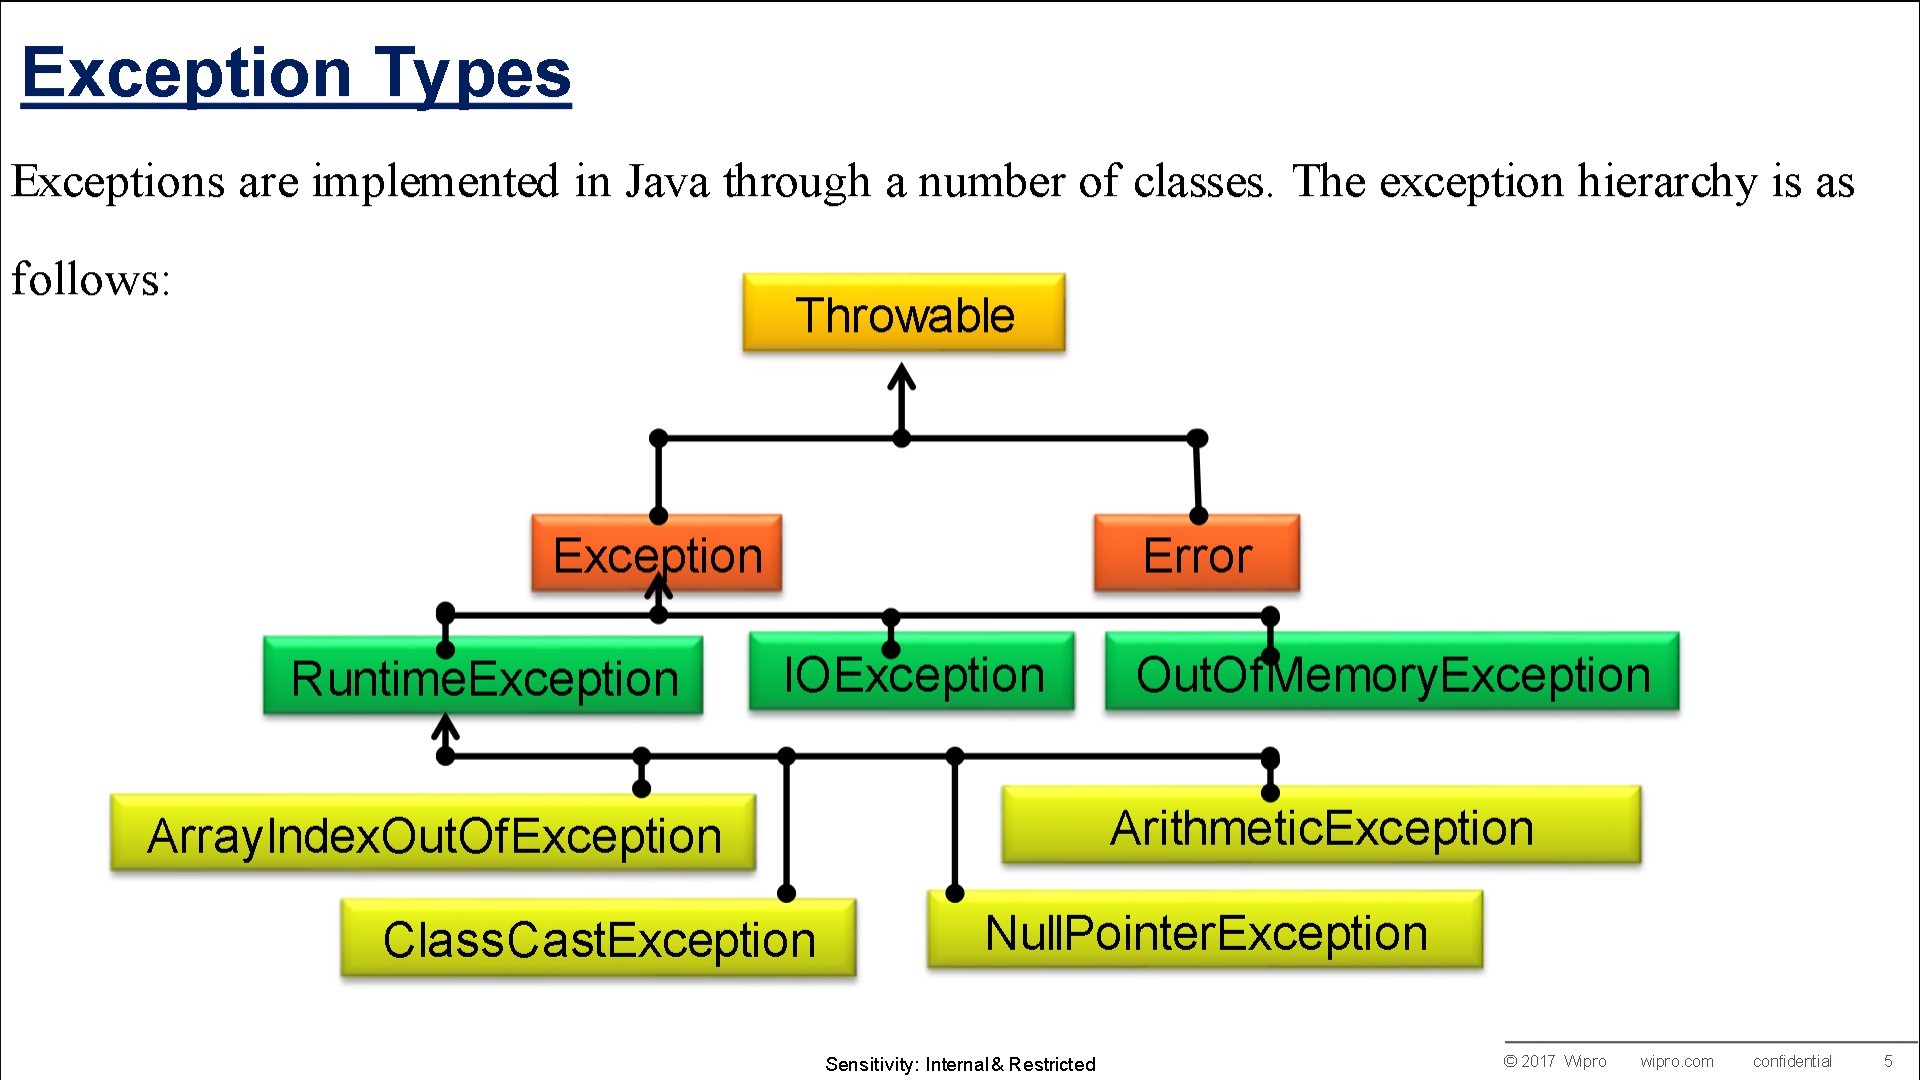 Exception Types
Exceptions are implemented in Java through a number of classes. The exception hierarchy is as
follows:
Throwable
Exception
Error
RuntimeException
IOException
OutOfMemoryException
ArrayIndexOutOfException
ArithmeticException
ClassCastException
NullPointerException
Sensitivity: Internal & Restricted
© 2017 Wipro wipro.com confidential 5